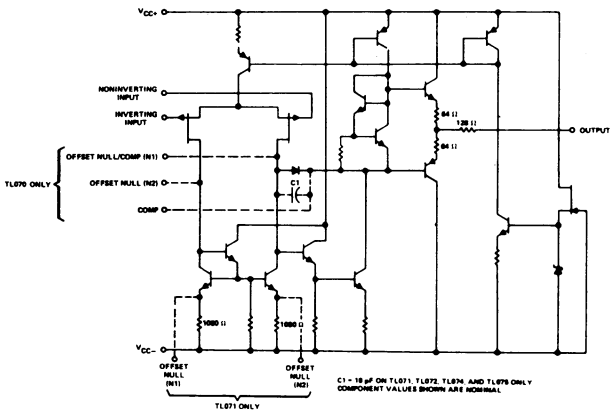 VCC+
NONINVERTING
INPUT
INVERTING
INPUT
64 Ω
128 Ω
OUTPUT
64 Ω
OFFSET NULL/COMP (N1)
TL070 ONLY
OFFSET NULL (N2)
C1
COMP
1080 Ω
1080 Ω
VCC−
OFFSET
NULL
(N1)
OFFSET
NULL
(N2)
C1 = 18 pF ON TL071, TL072, TL074, AND TL075 ONLY
COMPONENT VALUES SHOWN ARE NOMINAL
TL071 ONLY